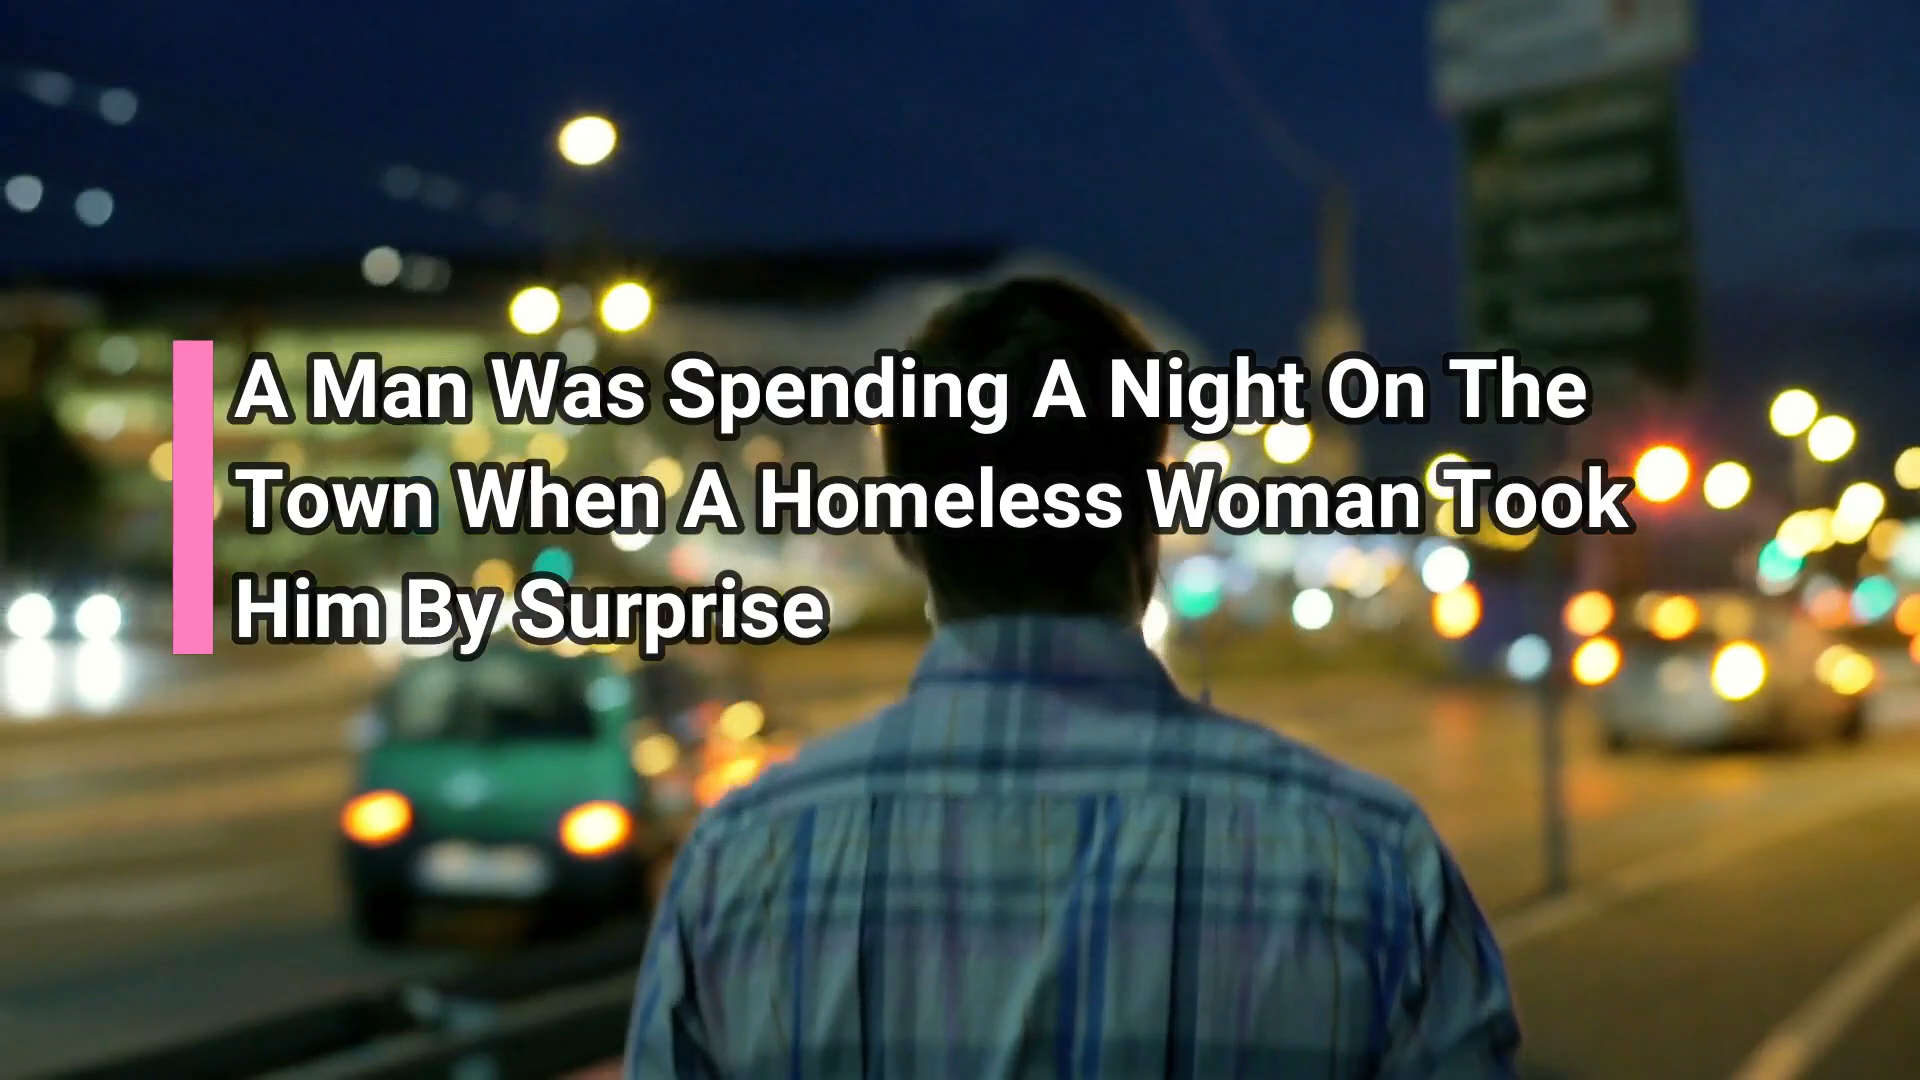 A Man Was Spending A Night On The
Town When A Homeless Woman Took
Him By Surprise